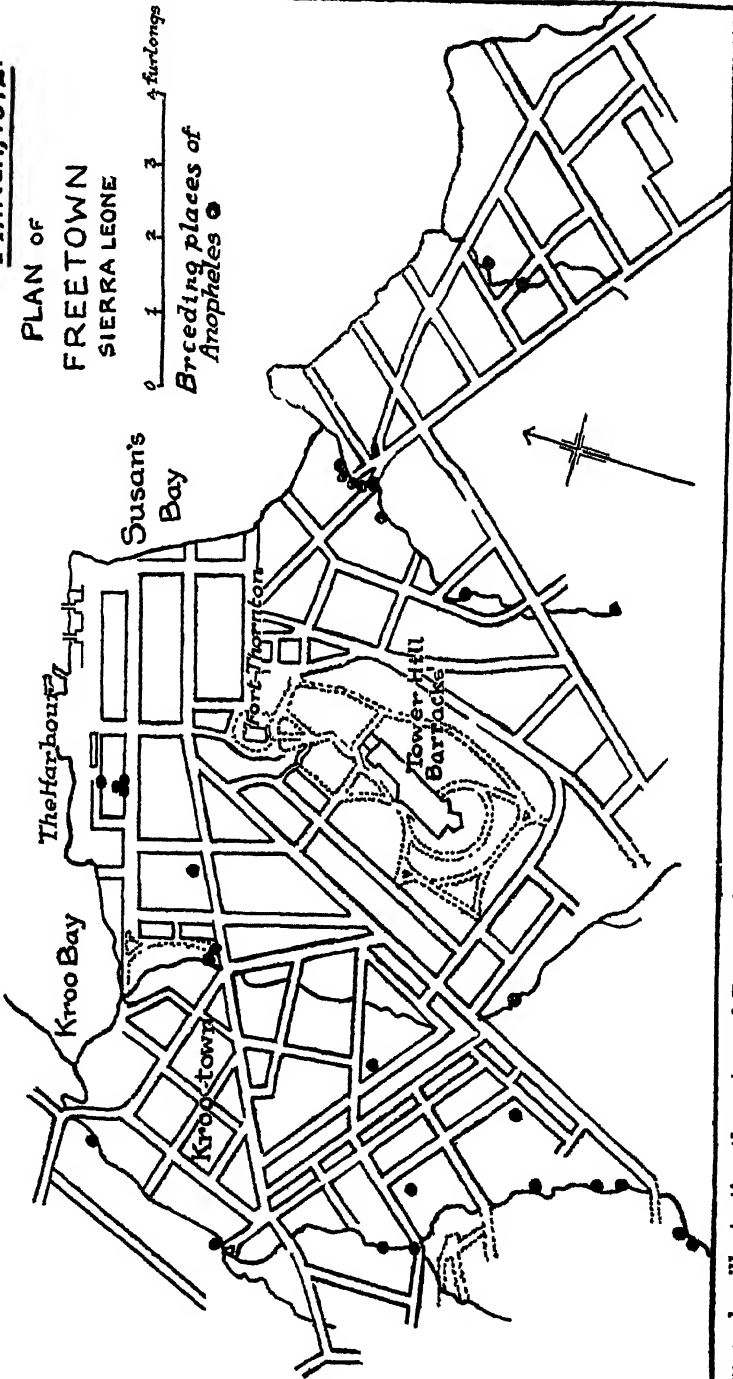 PLAN OF
FREETOWN
SIERRA LEONE
0 1 2 3 4 furlongs
Breeding places of
Anopheles
Susan's
Bay
The Harbour
Kroo Bay
Kroo-town
Fort Thornton
Tower Hill
Barracks